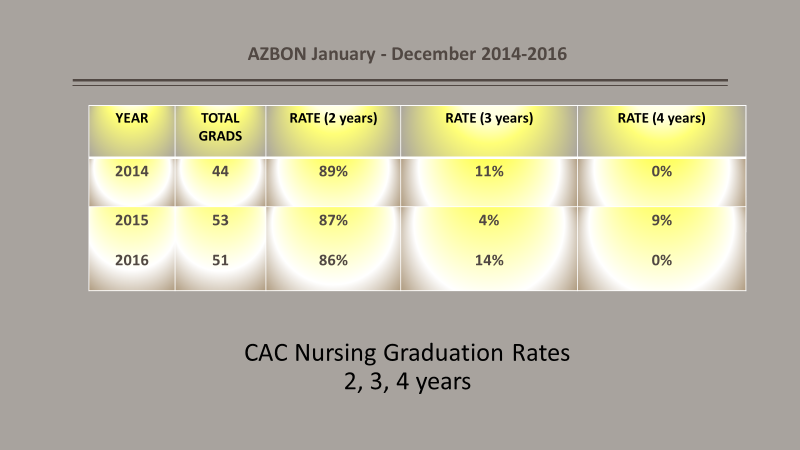 AZBON January - December 2014-2016
YEAR TOTAL GRADS RATE (2 years) RATE (3 years) RATE (4 years)
2014 44 89% 11% 0%
2015 53 87% 4% 9%
2016 51 86% 14% 0%
CAC Nursing Graduation Rates
2, 3, 4 years